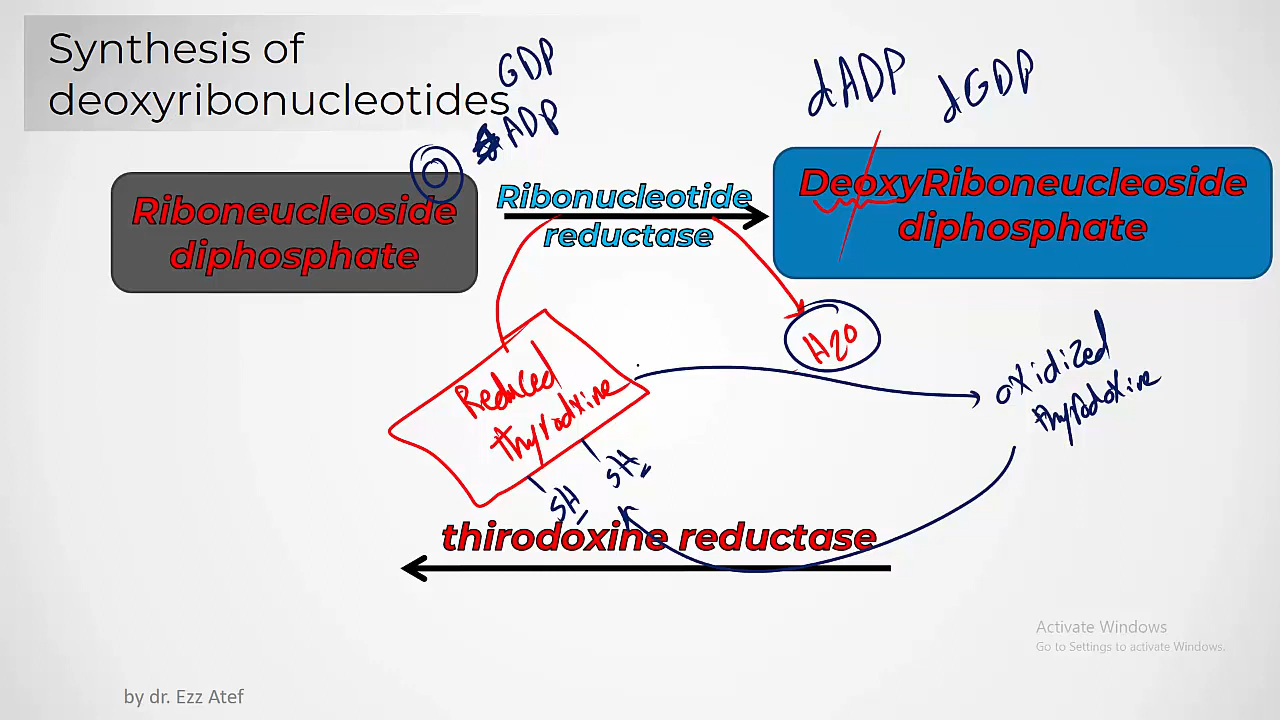 Synthesis of
deoxyribonucleotides
GDP
ADP
dADP dGDP
O
Riboneucleoside
diphosphate
Ribonucleotide
reductase
DeoxyRiboneucleoside
diphosphate
H2O
Reduced
thyrodxine
SH
SH
oxidized
thyrodoxine
thirodoxine reductase
Activate Windows
Go to Settings to activate Windows.
by dr. Ezz Atef